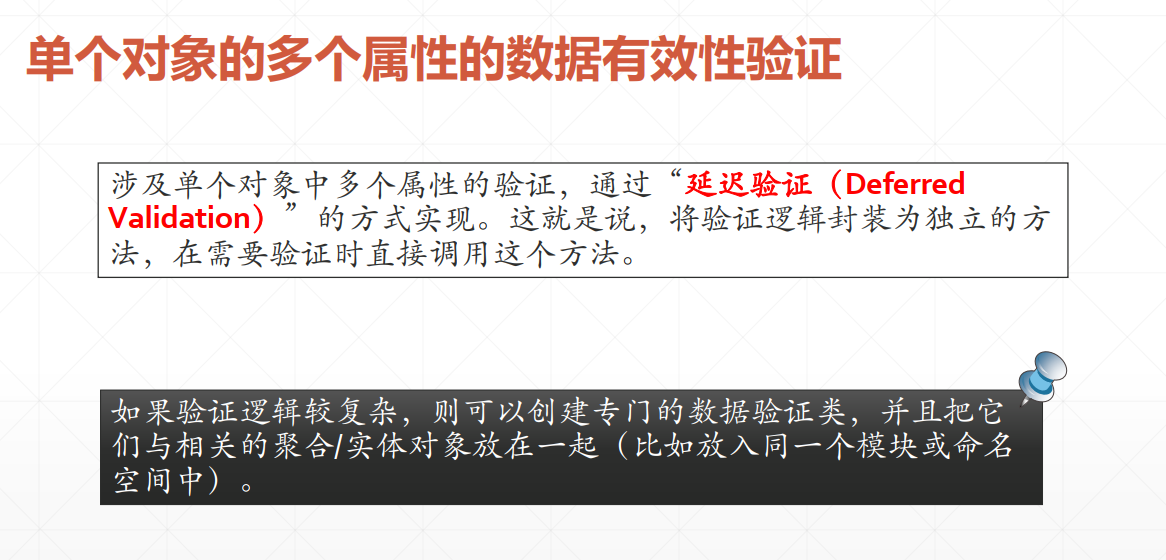 单个对象的多个属性的数据有效性验证
涉及单个对象中多个属性的验证，通过“延迟验证（Deferred
Validation）”的方式实现。这就是说，将验证逻辑封装为独立的方
法，在需要验证时直接调用这个方法。
如果验证逻辑较复杂，则可以创建专门的数据验证类，并且把它
们与相关的聚合/实体对象放在一起（比如放入同一个模块或命名
空间中）。